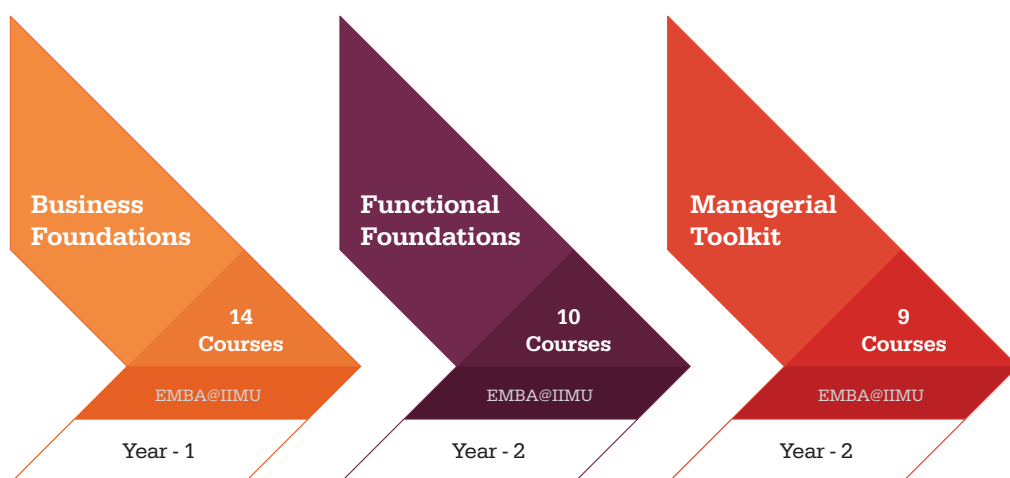 Business
Foundations
14
Courses
EMBA@IIMU
Year - 1
Functional
Foundations
10
Courses
EMBA@IIMU
Year - 2
Managerial
Toolkit
9
Courses
EMBA@IIMU
Year - 2